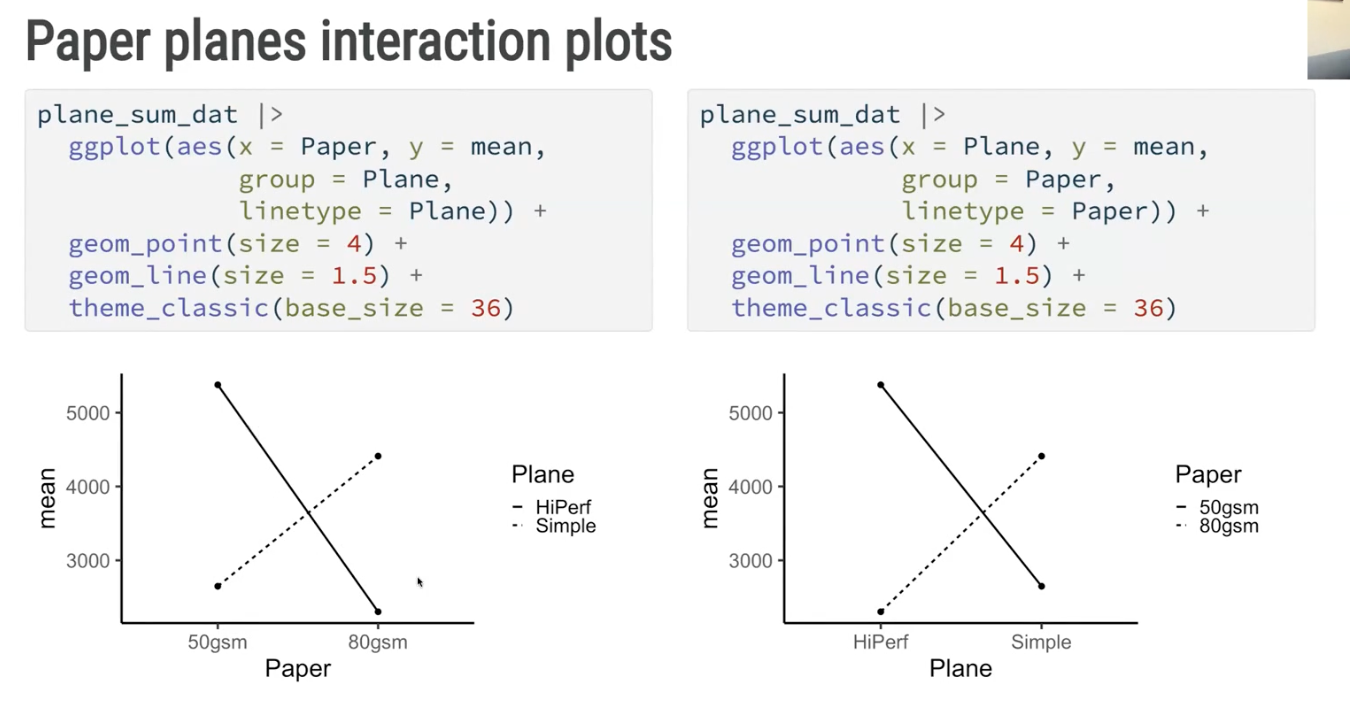 Paper planes interaction plots
plane_sum_dat |>
  ggplot(aes(x = Paper, y = mean,
             group = Plane,
             linetype = Plane)) +
  geom_point(size = 4) +
  geom_line(size = 1.5) +
  theme_classic(base_size = 36)
plane_sum_dat |>
  ggplot(aes(x = Plane, y = mean,
             group = Paper,
             linetype = Paper)) +
  geom_point(size = 4) +
  geom_line(size = 1.5) +
  theme_classic(base_size = 36)
mean
5000
4000
3000
50gsm 80gsm
Paper
Plane
HiPerf
Simple
mean
5000
4000
3000
HiPerf Simple
Plane
Paper
50gsm
80gsm